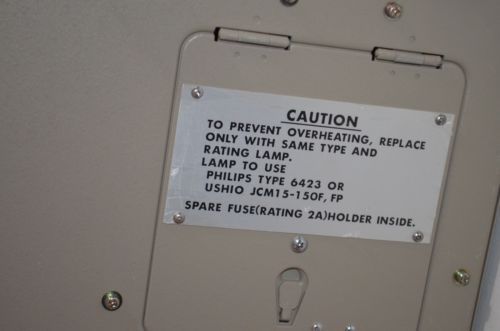 CAUTION
TO PREVENT OVERHEATING, REPLACE
ONLY WITH SAME TYPE AND
RATING LAMP.
LAMP TO USE
PHILIPS TYPE 6423 OR
USHIO JCM15-150F, FP
SPARE FUSE(RATING 2A)HOLDER INSIDE.